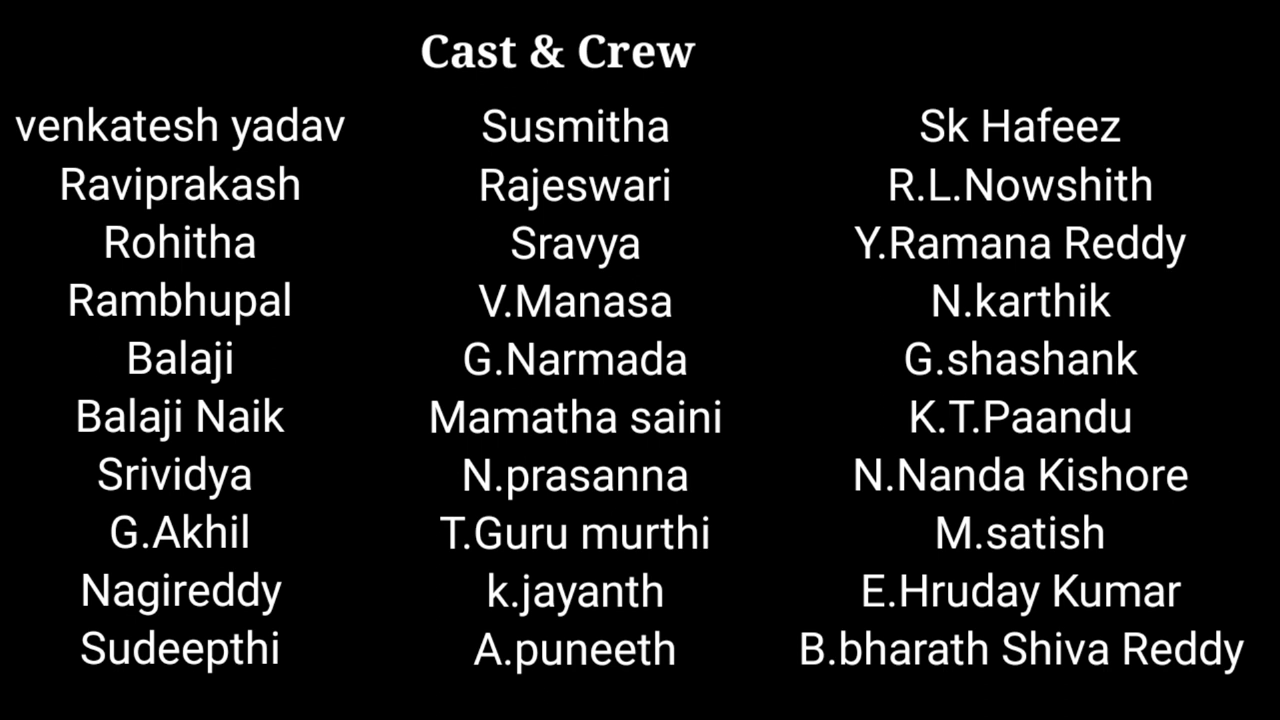 Cast & Crew
venkatesh yadav Susmitha Sk Hafeez
Raviprakash Rajeswari R.L.Nowshith
Rohitha Sravya Y.Ramana Reddy
Rambhupal V.Manasa N.karthik
Balaji G.Narmada G.shashank
Balaji Naik Mamatha saini K.T.Paandu
Srividya N.prasanna N.Nanda Kishore
G.Akhil T.Guru murthi M.satish
Nagireddy k.jayanth E.Hruday Kumar
Sudeepthi A.puneeth B.bharath Shiva Reddy